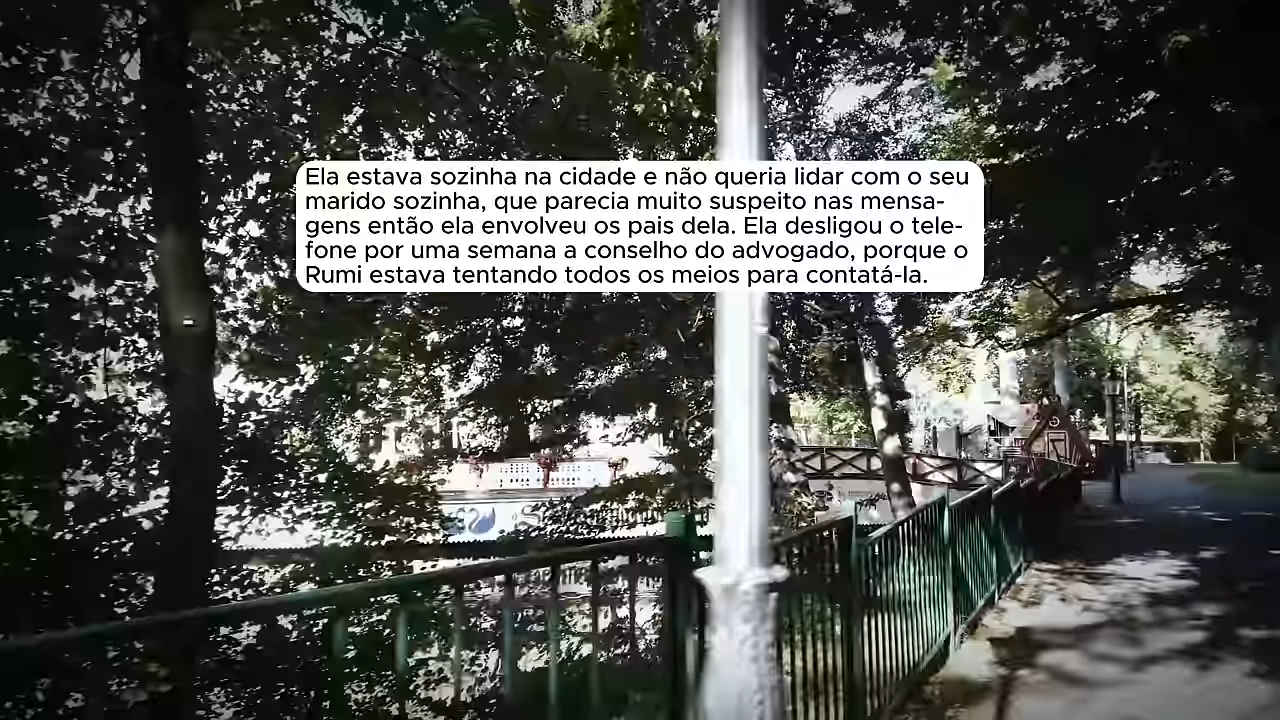 Ela estava sozinha na cidade e não queria lidar com o seu
marido sozinha, que parecia muito suspeito nas mensa-
gens então ela envolveu os pais dela. Ela desligou o tele-
fone por uma semana a conselho do advogado, porque o
Rumi estava tentando todos os meios para contatá-la.